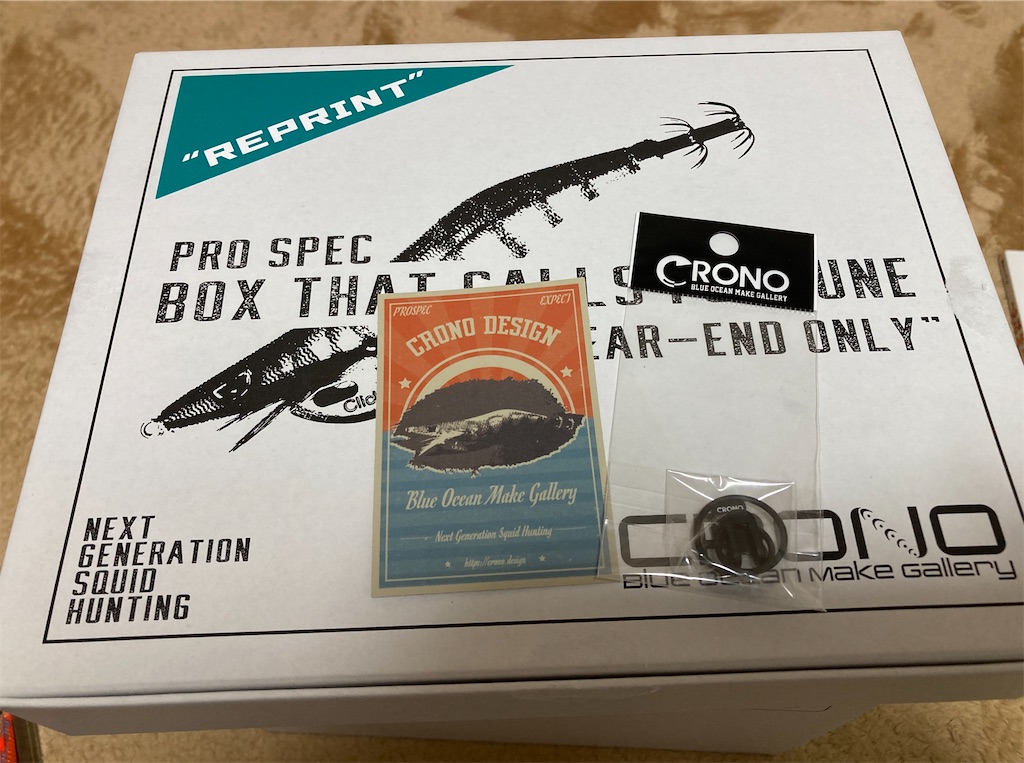 "REPRINT"
PRO SPEC
BOX THAT CALLS
UNE
EAR-END ONLY"
Clic
NEXT
GENERATION
SQUID
HUNTING
PROSPEC
EXPECT
CRONO DESIGN
Blue Ocean Make Gallery
Next Generation Squid Hunting
https://crono.design
CRONO
BLUE OCEAN MAKE GALLERY
CRONO
CRONO
Blue Ocean Make Gallery